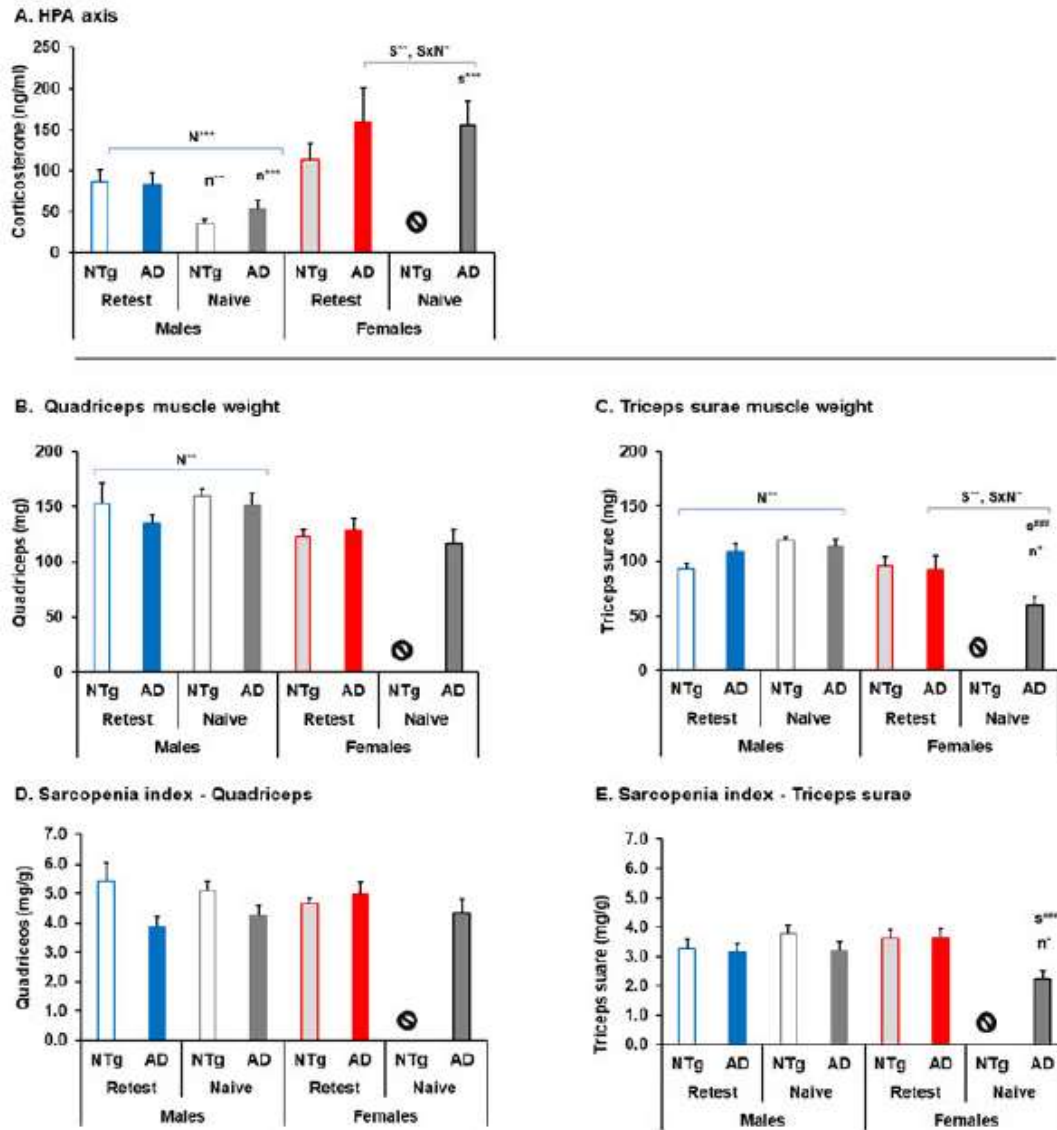 A. HPA axis
250
200
150
100
50
0
Corticosterone (ng/ml)
N***
n***
S**, SxN*
s***
NTg AD NTg AD NTg AD NTg AD
Retest Naive Retest Naive
Males Females
B. Quadriceps muscle weight
200
150
100
50
0
Quadriceps (mg)
N**
NTg AD NTg AD NTg AD NTg AD
Retest Naive Retest Naive
Males Females
C. Triceps surae muscle weight
200
150
100
50
0
Triceps surae (mg)
N**
S**, SxN*
s###
n*
NTg AD NTg AD NTg AD NTg AD
Retest Naive Retest Naive
Males Females
D. Sarcopenia index - Quadriceps
7.0
6.0
5.0
4.0
3.0
2.0
1.0
0.0
Quadriceos (mg/g)
NTg AD NTg AD NTg AD NTg AD
Retest Naive Retest Naive
Males Females
E. Sarcopenia index - Triceps surae
7.0
6.0
5.0
4.0
3.0
2.0
1.0
0.0
Triceps suare (mg/g)
s###
n*
NTg AD NTg AD NTg AD NTg AD
Retest Naive Retest Naive
Males Females